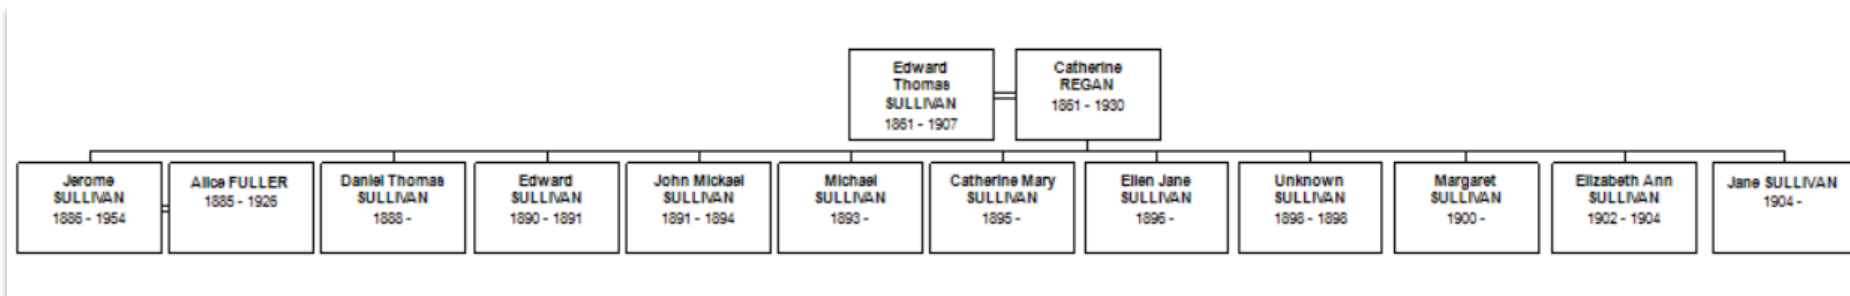 Edward
Thomas
SULLIVAN
1861 - 1907
Catherine
REGAN
1861 - 1930
Jerome
SULLIVAN
1886 - 1954
Alice FULLER
1885 - 1926
Daniel Thomas
SULLIVAN
1888 -
Edward
SULLIVAN
1890 - 1891
John Mickael
SULLIVAN
1891 - 1894
Michael
SULLIVAN
1893 -
Catherine Mary
SULLIVAN
1895 -
Ellen Jane
SULLIVAN
1896 -
Unknown
SULLIVAN
1898 - 1898
Margaret
SULLIVAN
1900 -
Elizabeth Ann
SULLIVAN
1902 - 1904
Jane SULLIVAN
1904 -